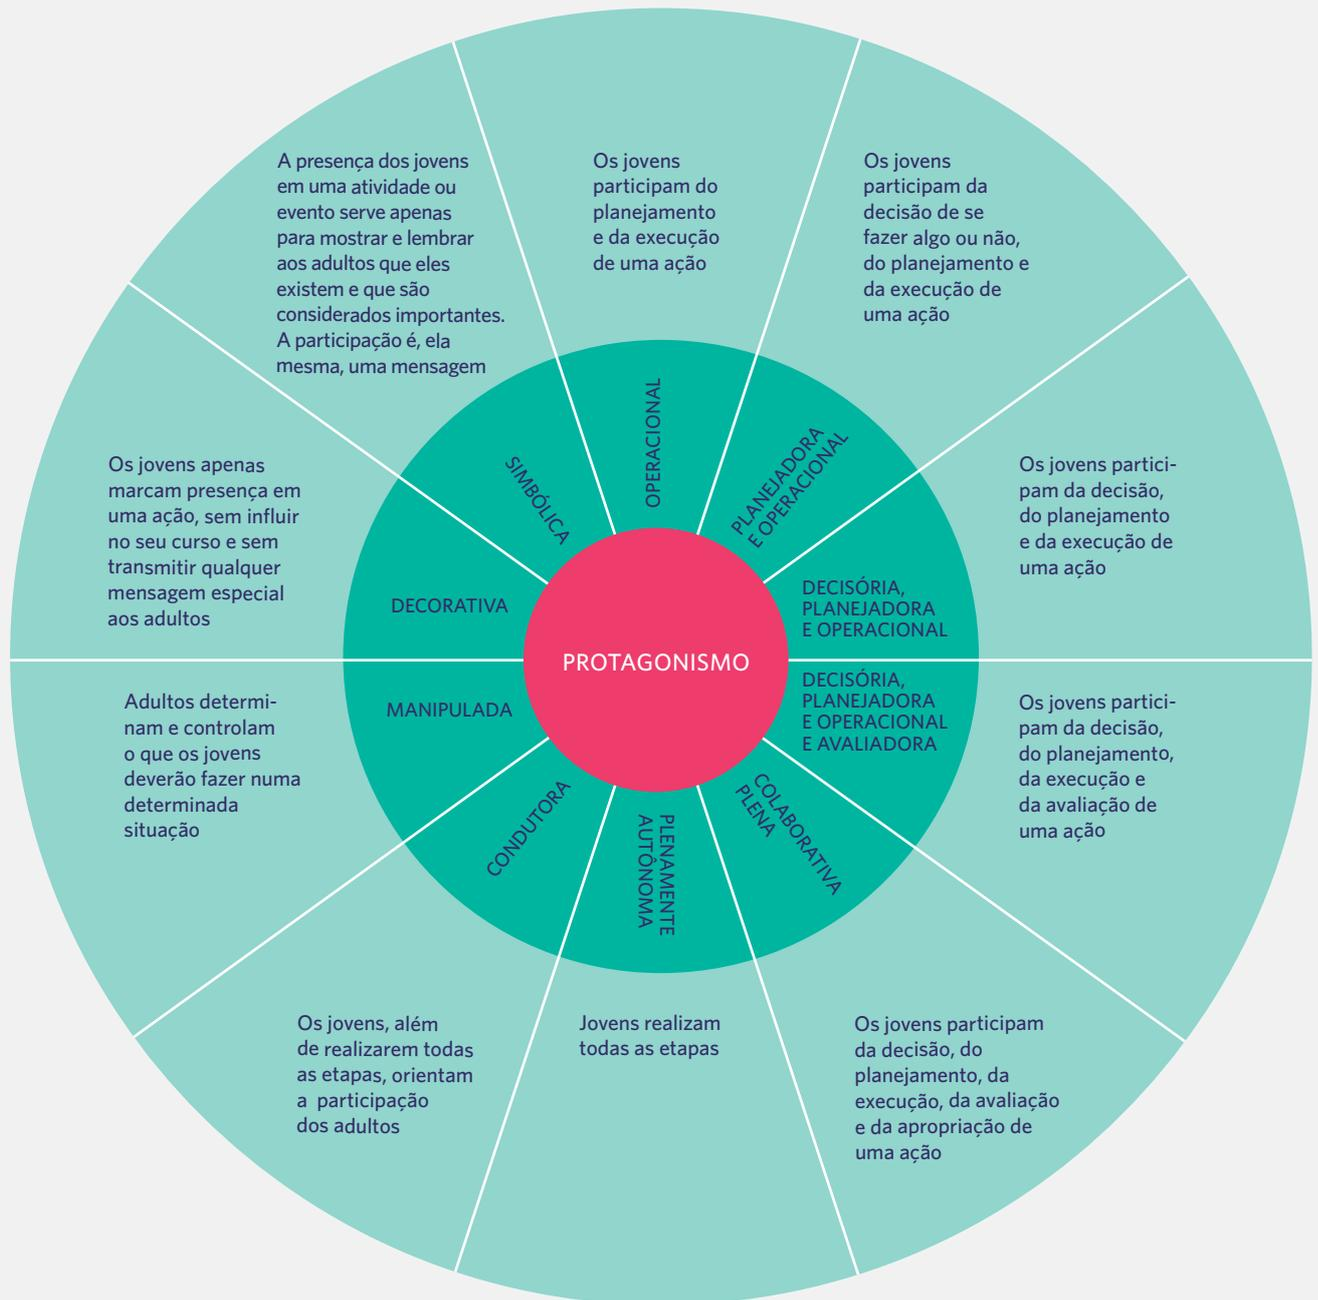 PROTAGONISMO
MANIPULADA
Adultos determi-
nam e controlam
o que os jovens
deverão fazer numa
determinada
situação
DECORATIVA
Os jovens apenas
marcam presença em
uma ação, sem influir
no seu curso e sem
transmitir qualquer
mensagem especial
aos adultos
SIMBÓLICA
A presença dos jovens
em uma atividade ou
evento serve apenas
para mostrar e lembrar
aos adultos que eles
existem e que são
considerados importantes.
A participação é, ela
mesma, uma mensagem
OPERACIONAL
Os jovens
participam do
planejamento
e da execução
de uma ação
PLANEJADORA
E OPERACIONAL
Os jovens
participam da
decisão de se
fazer algo ou não,
do planejamento e
da execução de
uma ação
DECISÓRIA,
PLANEJADORA
E OPERACIONAL
Os jovens partici-
pam da decisão,
do planejamento
e da execução de
uma ação
DECISÓRIA,
PLANEJADORA
E OPERACIONAL
E AVALIADORA
Os jovens partici-
pam da decisão,
do planejamento,
da execução e
da avaliação de
uma ação
COLABORATIVA
PLENA
Os jovens participam
da decisão, do
planejamento, da
execução, da avaliação
e da apropriação de
uma ação
PLENAMENTE
AUTÔNOMA
Jovens realizam
todas as etapas
CONDUTORA
Os jovens, além
de realizarem todas
as etapas, orientam
a participação
dos adultos